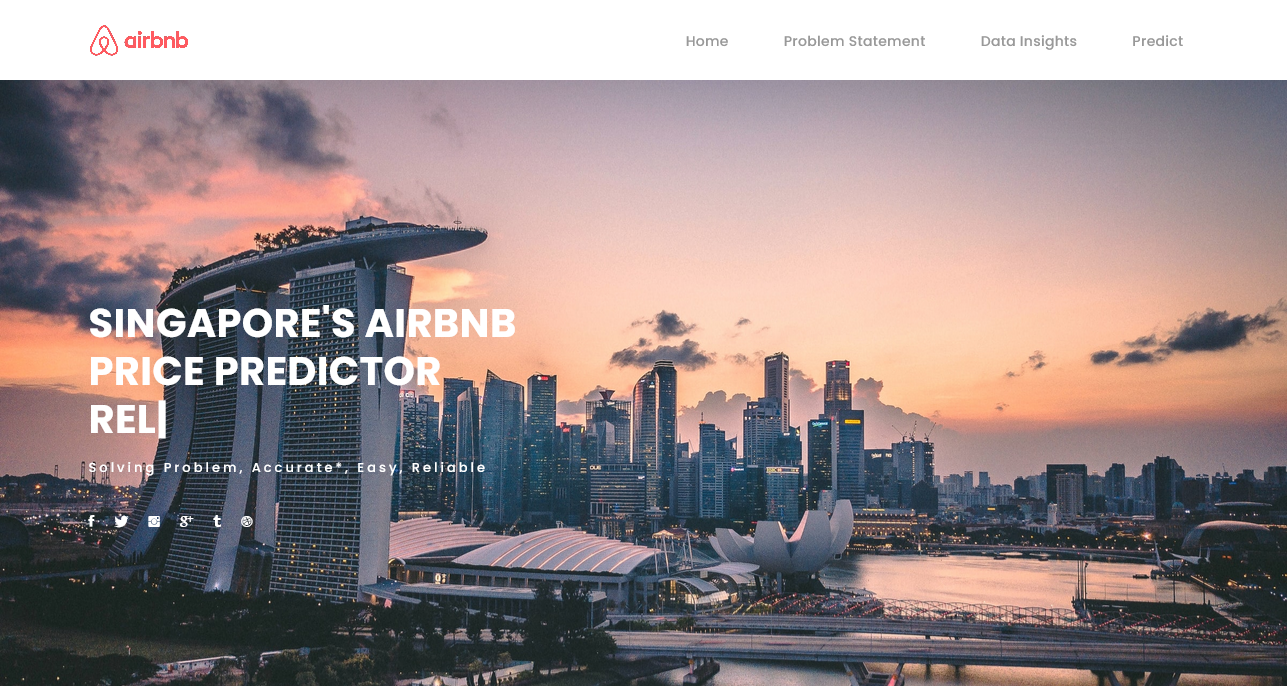 airbnb
Home Problem Statement Data Insights Predict
SINGAPORE'S AIRBNB
PRICE PREDICTOR
REL|
Solving Problem, Accurate*, Easy, Reliable